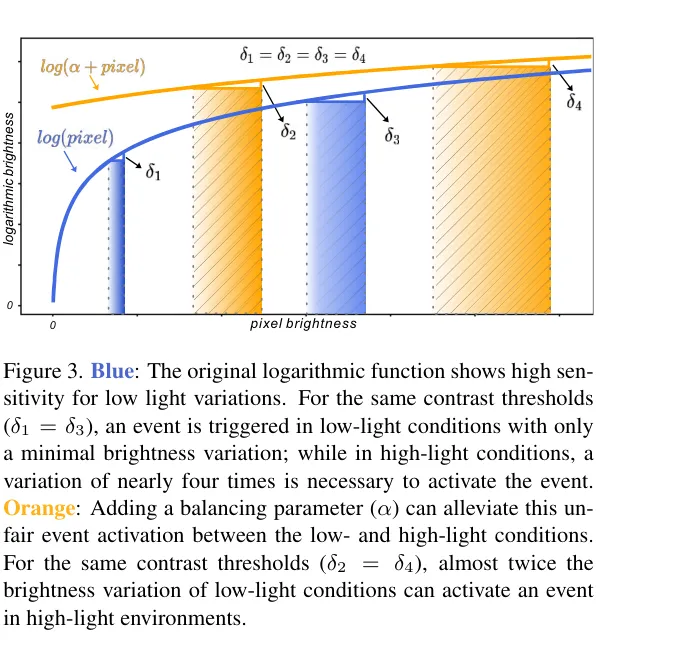 δ1 = δ2 = δ3 = δ4
log(α + pixel)
δ4
δ2
log(pixel)
δ3
δ1
logarithmic brightness
0
0
pixel brightness
Figure 3. Blue: The original logarithmic function shows high sen-
sitivity for low light variations. For the same contrast thresholds
(δ1 = δ3), an event is triggered in low-light conditions with only
a minimal brightness variation; while in high-light conditions, a
variation of nearly four times is necessary to activate the event.
Orange: Adding a balancing parameter (α) can alleviate this un-
fair event activation between the low- and high-light conditions.
For the same contrast thresholds (δ2 = δ4), almost twice the
brightness variation of low-light conditions can activate an event
in high-light environments.